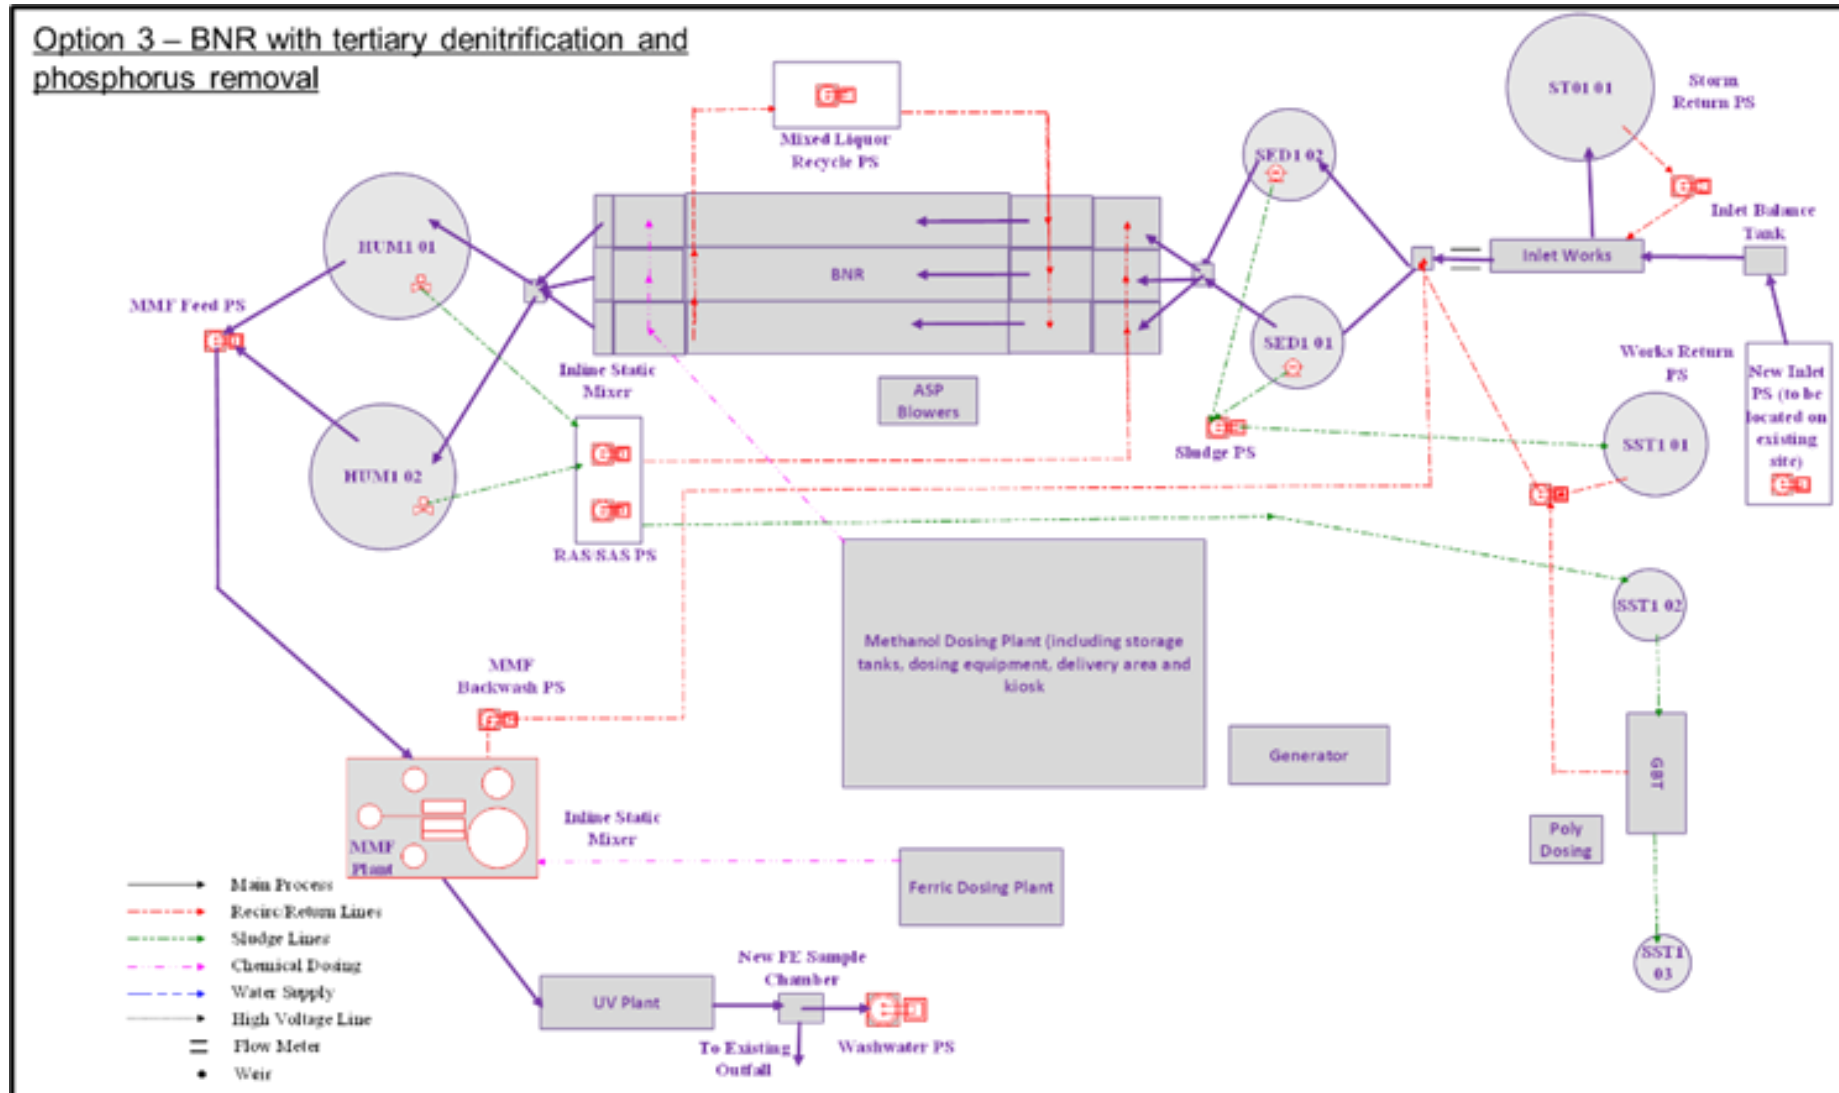 Option 3 – BNR with tertiary denitrification and
phosphorus removal
ST01 01
Storm
Return PS
Mixed Liquor
Recycle PS
SED1 02
Inlet Balance
Tank
HUM1 01
BNR
Inlet Works
MMF Feed PS
SED1 01
Works Return
PS
New Inlet
PS (to be
located on
existing
site)
Inline Static
Mixer
ASP
Blowers
Sludge PS
SST1 01
HUM1 02
RAS/SAS PS
SST1 02
Methanol Dosing Plant (including storage
tanks, dosing equipment, delivery area and
kiosk
MMF
Backwash PS
Generator
GBT
Inline Static
Mixer
Poly
Dosing
MMF
Plant
Ferric Dosing Plant
SST1
03
Main Process
Recirc/Return Lines
Sludge Lines
Chemical Dosing
Water Supply
High Voltage Line
Flow Meter
Weir
New FE Sample
Chamber
UV Plant
To Existing
Outfall
Washwater PS